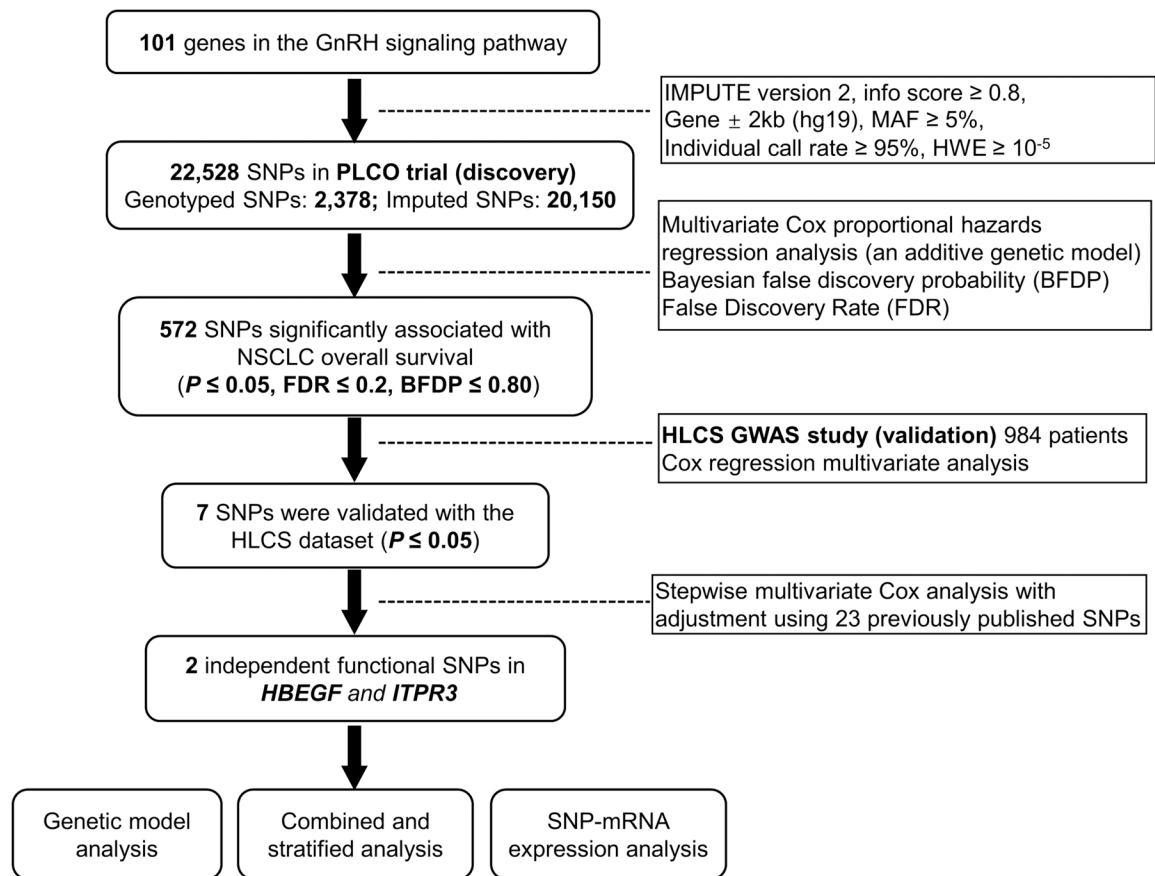 101 genes in the GnRH signaling pathway
IMPUTE version 2, info score ≥ 0.8,
Gene ± 2kb (hg19), MAF ≥ 5%,
Individual call rate ≥ 95%, HWE ≥ 10⁻⁵
22,528 SNPs in PLCO trial (discovery)
Genotyped SNPs: 2,378; Imputed SNPs: 20,150
Multivariate Cox proportional hazards
regression analysis (an additive genetic model)
Bayesian false discovery probability (BFDP)
False Discovery Rate (FDR)
572 SNPs significantly associated with
NSCLC overall survival
(P ≤ 0.05, FDR ≤ 0.2, BFDP ≤ 0.80)
HLCS GWAS study (validation) 984 patients
Cox regression multivariate analysis
7 SNPs were validated with the
HLCS dataset (P ≤ 0.05)
Stepwise multivariate Cox analysis with
adjustment using 23 previously published SNPs
2 independent functional SNPs in
HBEGF and ITPR3
Genetic model
analysis
Combined and
stratified analysis
SNP-mRNA
expression analysis